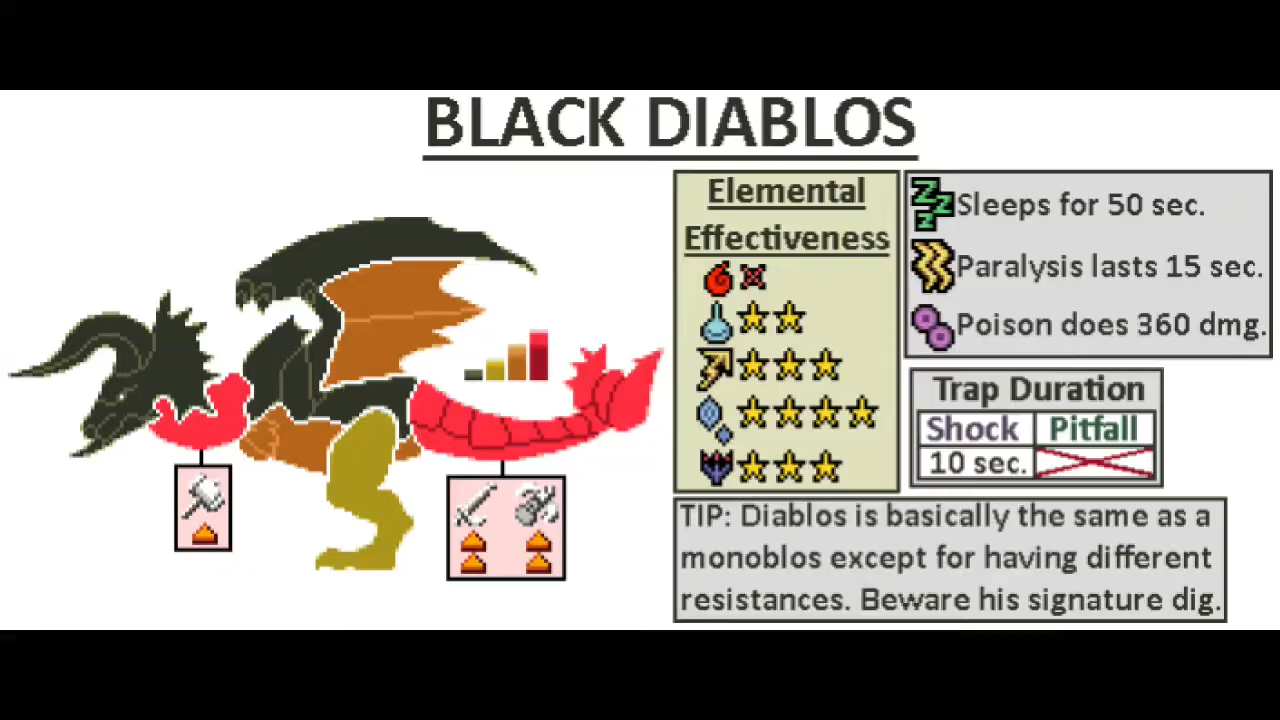 BLACK DIABLOS
Elemental
Effectiveness
Sleeps for 50 sec.
Paralysis lasts 15 sec.
Poison does 360 dmg.
Trap Duration
Shock Pitfall
10 sec.
TIP: Diablos is basically the same as a
monoblos except for having different
resistances. Beware his signature dig.